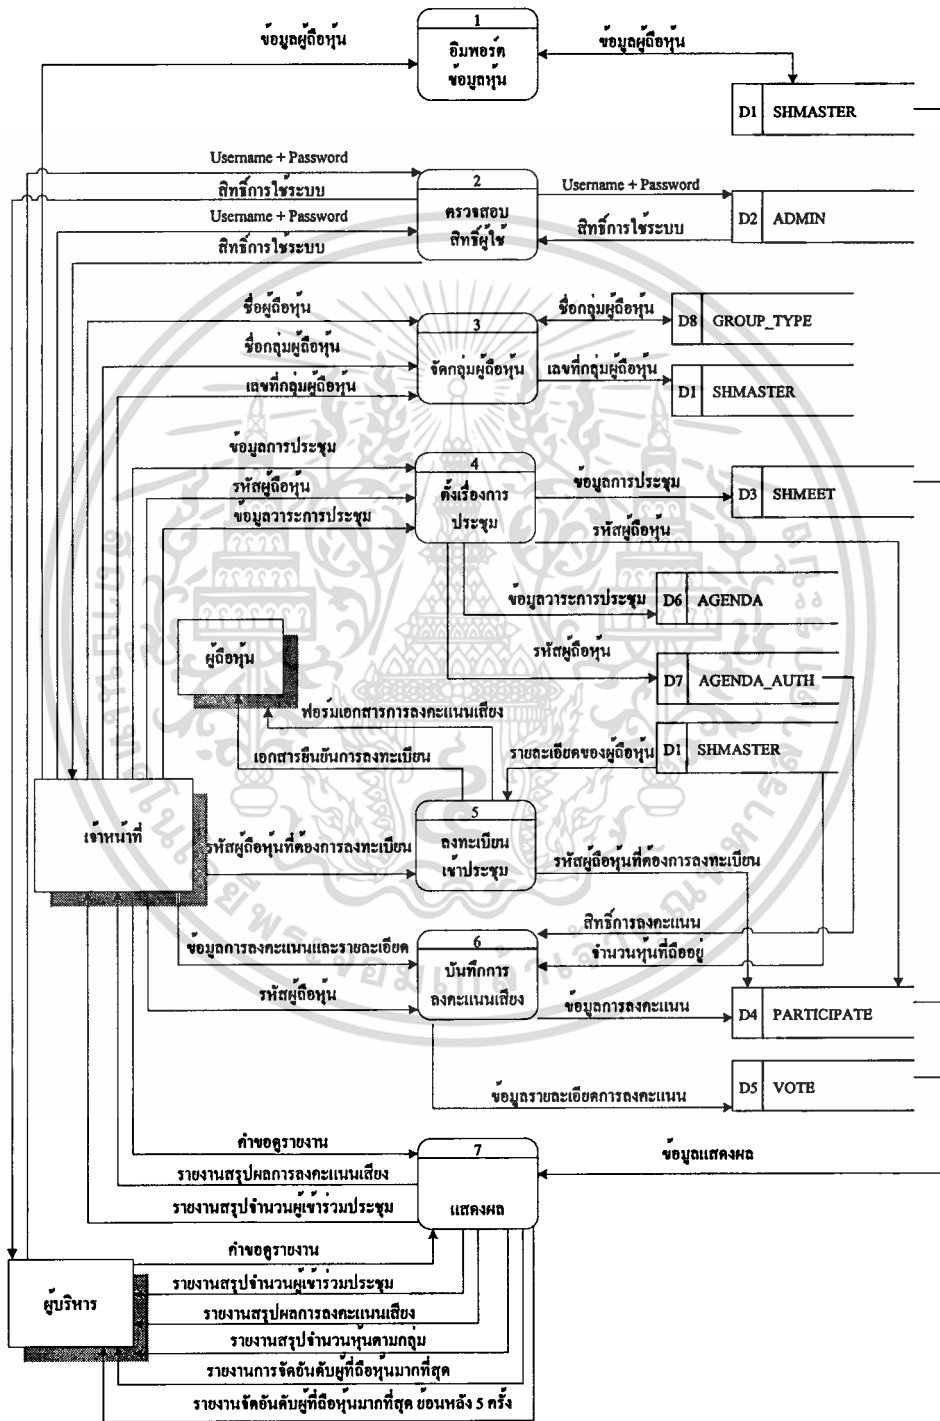 1
ข้อมูลผู้ถือหุ้น
อิมพอร์ต
ข้อมูลหุ้น
ข้อมูลผู้ถือหุ้น
D1 SHMASTER
Username + Password
สิทธิ์การใช้ระบบ
Username + Password
สิทธิ์การใช้ระบบ
2
ตรวจสอบ
สิทธิ์ผู้ใช้
Username + Password
สิทธิ์การใช้ระบบ
D2 ADMIN
ชื่อผู้ถือหุ้น
ชื่อกลุ่มผู้ถือหุ้น
เลขที่กลุ่มผู้ถือหุ้น
3
จัดกลุ่มผู้ถือหุ้น
ชื่อกลุ่มผู้ถือหุ้น
เลขที่กลุ่มผู้ถือหุ้น
D8 GROUP_TYPE
D1 SHMASTER
ข้อมูลการประชุม
รหัสผู้ถือหุ้น
ข้อมูลวาระการประชุม
4
ตั้งเรื่องการ
ประชุม
ข้อมูลการประชุม
D3 SHMEET
รหัสผู้ถือหุ้น
ข้อมูลวาระการประชุม
D6 AGENDA
รหัสผู้ถือหุ้น
D7 AGENDA_AUTH
ผู้ถือหุ้น
ฟอร์มเอกสารการลงคะแนนเสียง
เอกสารยืนยันการลงทะเบียน
รายละเอียดของผู้ถือหุ้น
D1 SHMASTER
เจ้าหน้าที่
รหัสผู้ถือหุ้นที่ต้องการลงทะเบียน
5
ลงทะเบียน
เข้าประชุม
รหัสผู้ถือหุ้นที่ต้องการลงทะเบียน
สิทธิ์การลงคะแนน
จำนวนหุ้นที่ถืออยู่
ข้อมูลการลงคะแนนและรายละเอียด
รหัสผู้ถือหุ้น
6
บันทึกการ
ลงคะแนนเสียง
ข้อมูลการลงคะแนน
D4 PARTICIPATE
ข้อมูลรายละเอียดการลงคะแนน
D5 VOTE
คำขอดูรายงาน
รายงานสรุปผลการลงคะแนนเสียง
รายงานสรุปจำนวนผู้เข้าร่วมประชุม
7
แสดงผล
ข้อมูลแสดงผล
ผู้บริหาร
คำขอดูรายงาน
รายงานสรุปจำนวนผู้เข้าร่วมประชุม
รายงานสรุปผลการลงคะแนนเสียง
รายงานสรุปจำนวนหุ้นตามกลุ่ม
รายงานการจัดอันดับผู้ที่ถือหุ้นมากที่สุด
รายงานจัดอันดับผู้ที่ถือหุ้นมากที่สุด ย้อนหลัง 5 ครั้ง